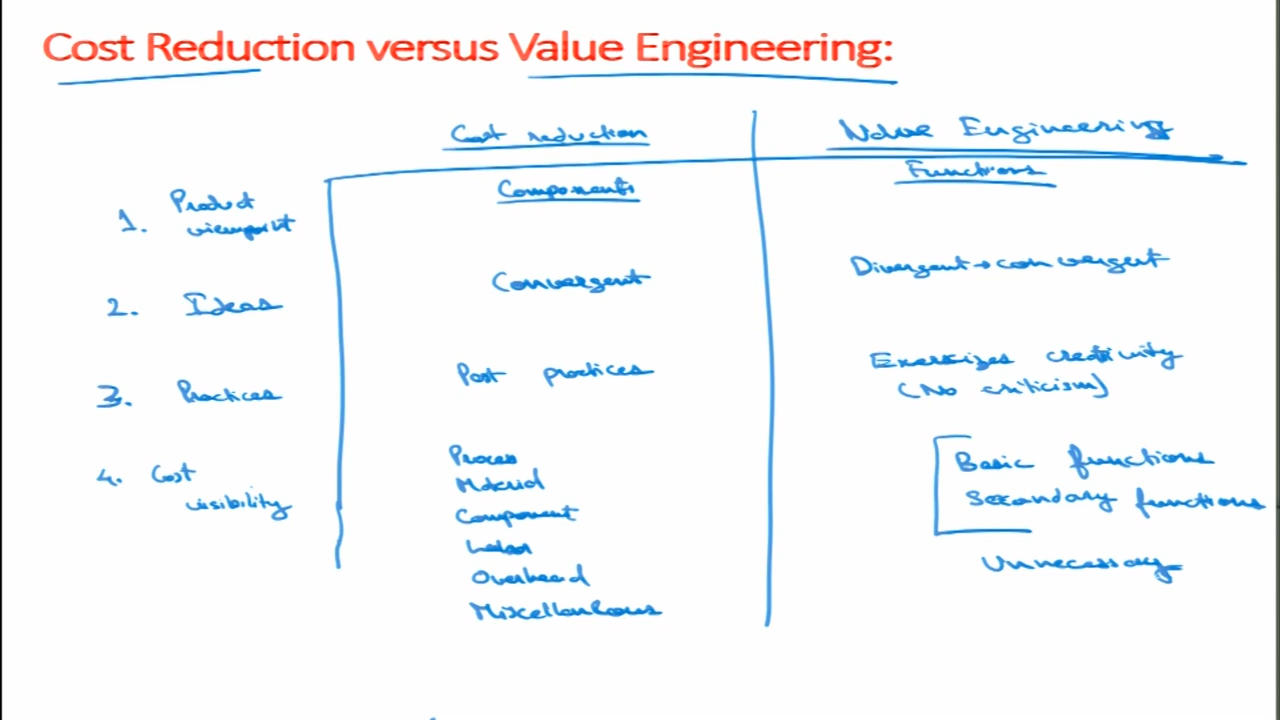 Cost Reduction versus Value Engineering:
Cost reduction
Value Engineering
1. Product viewpoint
Components
Functions
2. Ideas
Convergent
Divergent → convergent
3. Practices
Past practices
Exersizes creativity
(No criticism)
4. Cost
visibility
Process
Material
Component
Labor
Overhead
Miscellaneous
Basic functions
Secondary functions
Unnecessary